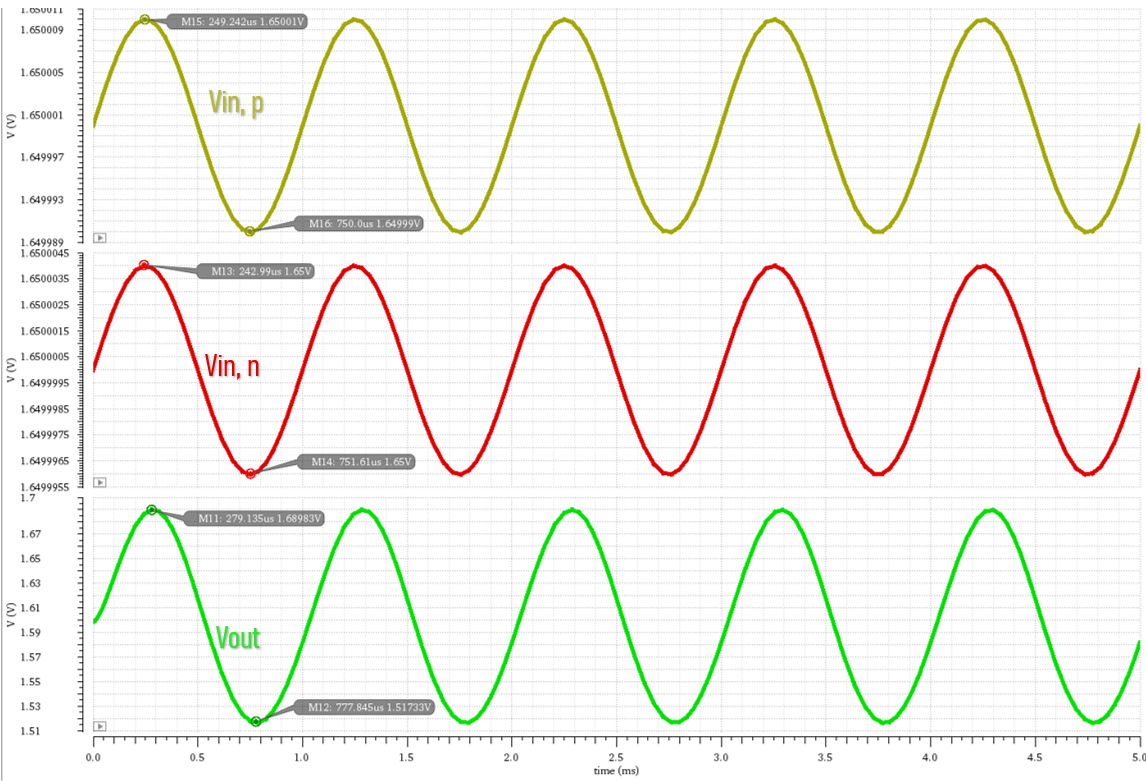 1.650011
M15: 249.242us 1.65001V
1.650009
1.650005
Vin, p
1.650001
V (V)
1.649997
1.649993
M16: 750.0us 1.64999V
1.649989
1.6500045
M13: 242.99us 1.65V
1.6500035
1.6500025
1.6500015
Vin, n
1.6500005
V (V)
1.6499995
1.6499985
1.6499975
M14: 751.61us 1.65V
1.6499965
1.6499955
1.7
M11: 279.135us 1.68983V
1.67
1.65
1.63
1.61
V (V)
Vout
1.59
1.57
1.55
1.53
M12: 777.845us 1.51733V
1.51
0.0 0.5 1.0 1.5 2.0 2.5 3.0 3.5 4.0 4.5 5.0
time (ms)